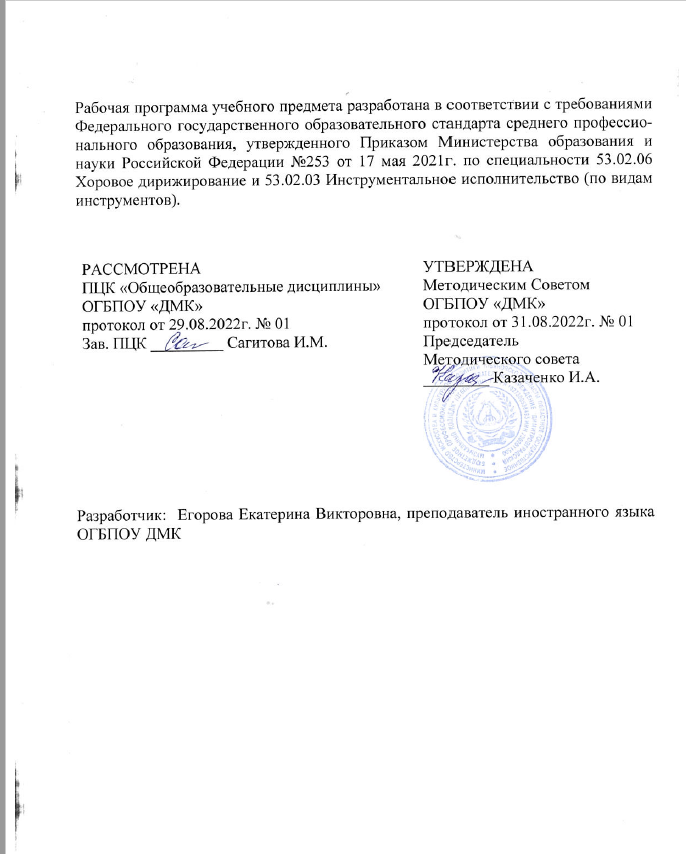 Рабочая программа учебного предмета разработана в соответствии с требованиями
Федерального государственного образовательного стандарта среднего профессио-
нального образования, утвержденного Приказом Министерства образования и
науки Российской Федерации №253 от 17 мая 2021г. по специальности 53.02.06
Хоровое дирижирование и 53.02.03 Инструментальное исполнительство (по видам
инструментов).
РАССМОТРЕНА
ПЦК «Общеобразовательные дисциплины»
ОГБПОУ «ДМК»
протокол от 29.08.2022г. № 01
Зав. ПЦК __________ Сагитова И.М.
УТВЕРЖДЕНА
Методическим Советом
ОГБПОУ «ДМК»
протокол от 31.08.2022г. № 01
Председатель
Методического совета
_________ Казаченко И.А.
Разработчик: Егорова Екатерина Викторовна, преподаватель иностранного языка
ОГБПОУ ДМК